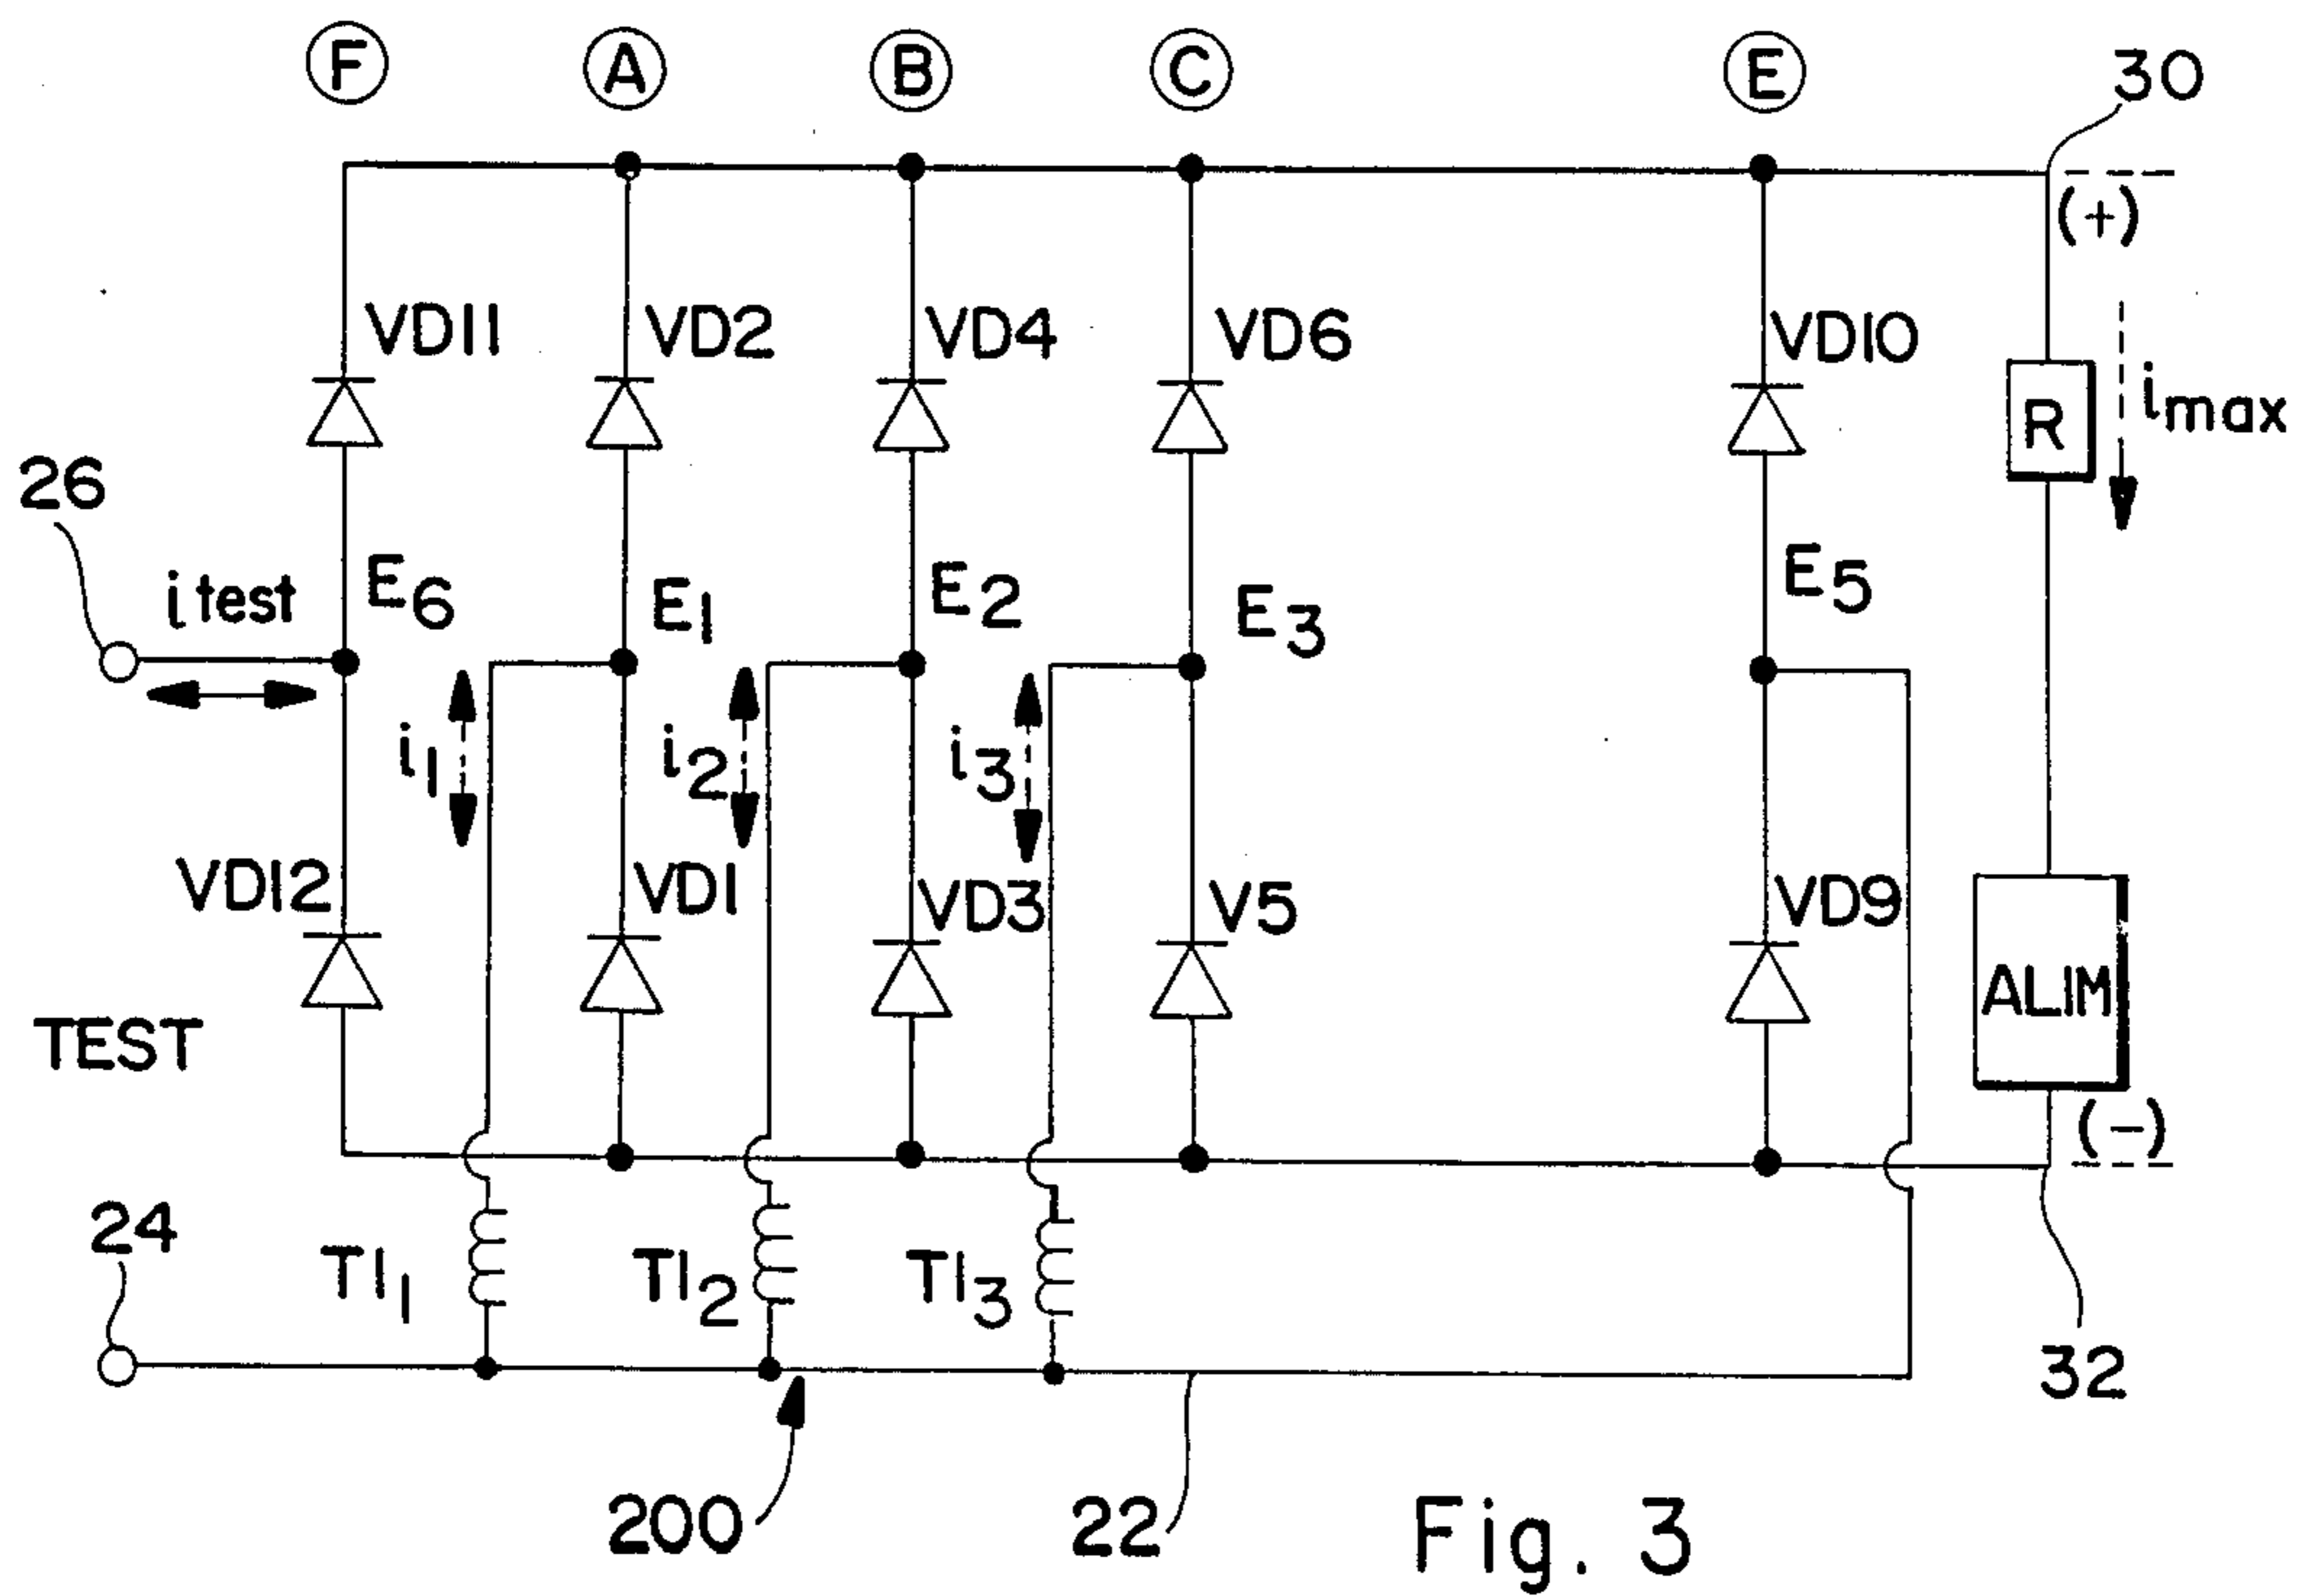 F A B C E 30
(+)
VD11 VD2 VD4 VD6 VD10
R imax
26
i test E6 E1 E2 E3 E5
i1 i2 i3
VD12 VD1 VD3 V5 VD9
ALIM
TEST
(-)
24
TI1 TI2 TI3
32
200 22 Fig. 3